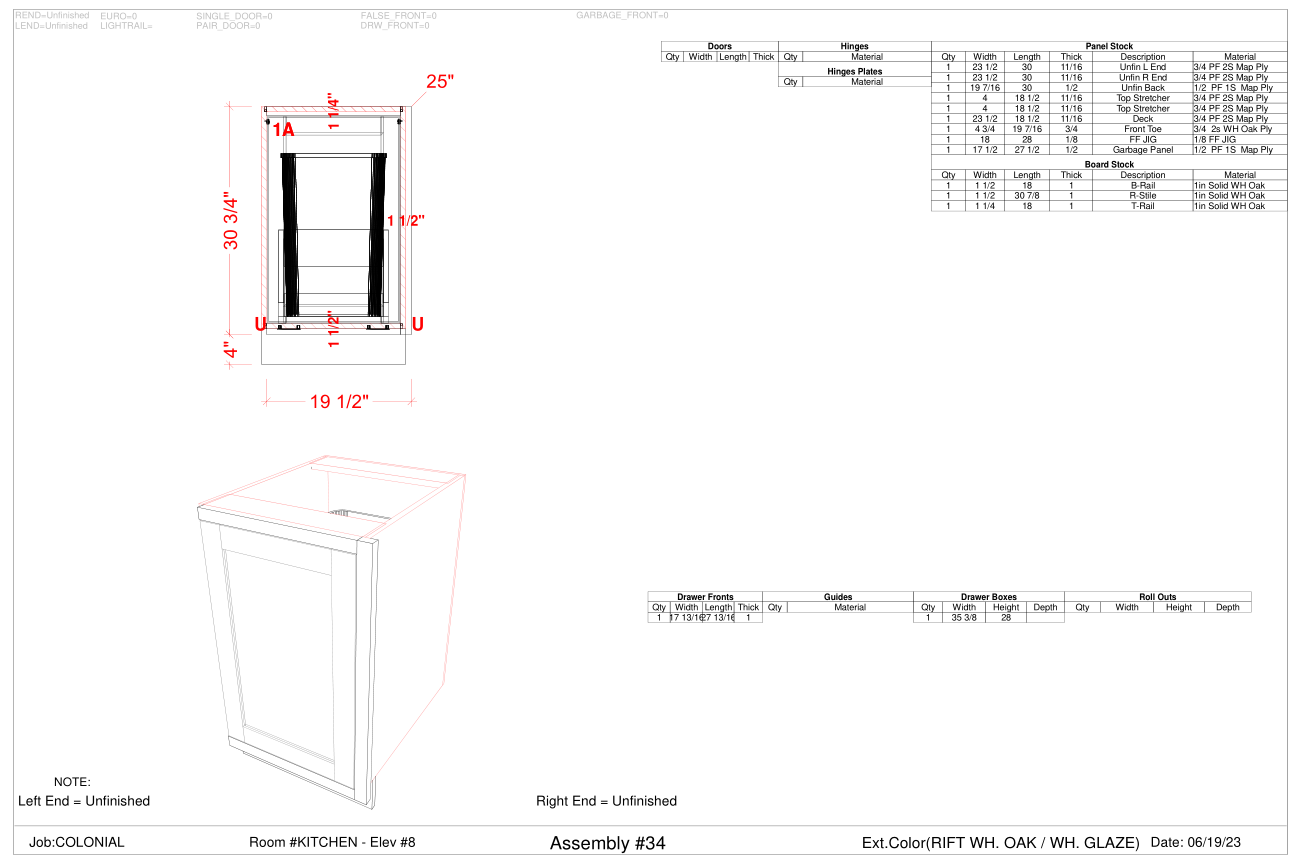 REND=Unfinished EURO=0 SINGLE_DOOR=0 FALSE_FRONT=0 GARBAGE_FRONT=0
LEND=Unfinished LIGHTRAIL= PAIR_DOOR=0 DRW_FRONT=0
Doors
Qty Width Length Thick
Hinges
Qty Material
Hinges Plates
Qty Material
Panel Stock
Qty Width Length Thick Description Material
1 23 1/2 30 11/16 Unfin L End 3/4 PF 2S Map Ply
1 23 1/2 30 11/16 Unfin R End 3/4 PF 2S Map Ply
1 19 7/16 30 1/2 Unfin Back 1/2 PF 1S Map Ply
1 4 18 1/2 11/16 Top Stretcher 3/4 PF 2S Map Ply
1 4 18 1/2 11/16 Top Stretcher 3/4 PF 2S Map Ply
1 23 1/2 18 1/2 11/16 Deck 3/4 PF 2S Map Ply
1 4 3/4 19 7/16 3/4 Front Toe 3/4 2s WH Oak Ply
1 18 28 1/8 FF JIG 1/8 FF JIG
1 17 1/2 27 1/2 1/2 Garbage Panel 1/2 PF 1S Map Ply
Board Stock
Qty Width Length Thick Description Material
1 1 1/2 18 1 B-Rail 1in Solid WH Oak
1 1 1/2 30 7/8 1 R-Stile 1in Solid WH Oak
1 1 1/4 18 1 T-Rail 1in Solid WH Oak
25"
1 1/4"
1A
30 3/4"
1 1/2"
U
1 1/2"
U
4"
19 1/2"
Drawer Fronts
Qty Width Length Thick
1 17 13/16 27 13/16 1
Guides
Qty Material
Drawer Boxes
Qty Width Height Depth
1 35 3/8 28
Roll Outs
Qty Width Height Depth
NOTE:
Left End = Unfinished Right End = Unfinished
Job:COLONIAL Room #KITCHEN - Elev #8 Assembly #34 Ext.Color(RIFT WH. OAK / WH. GLAZE) Date: 06/19/23